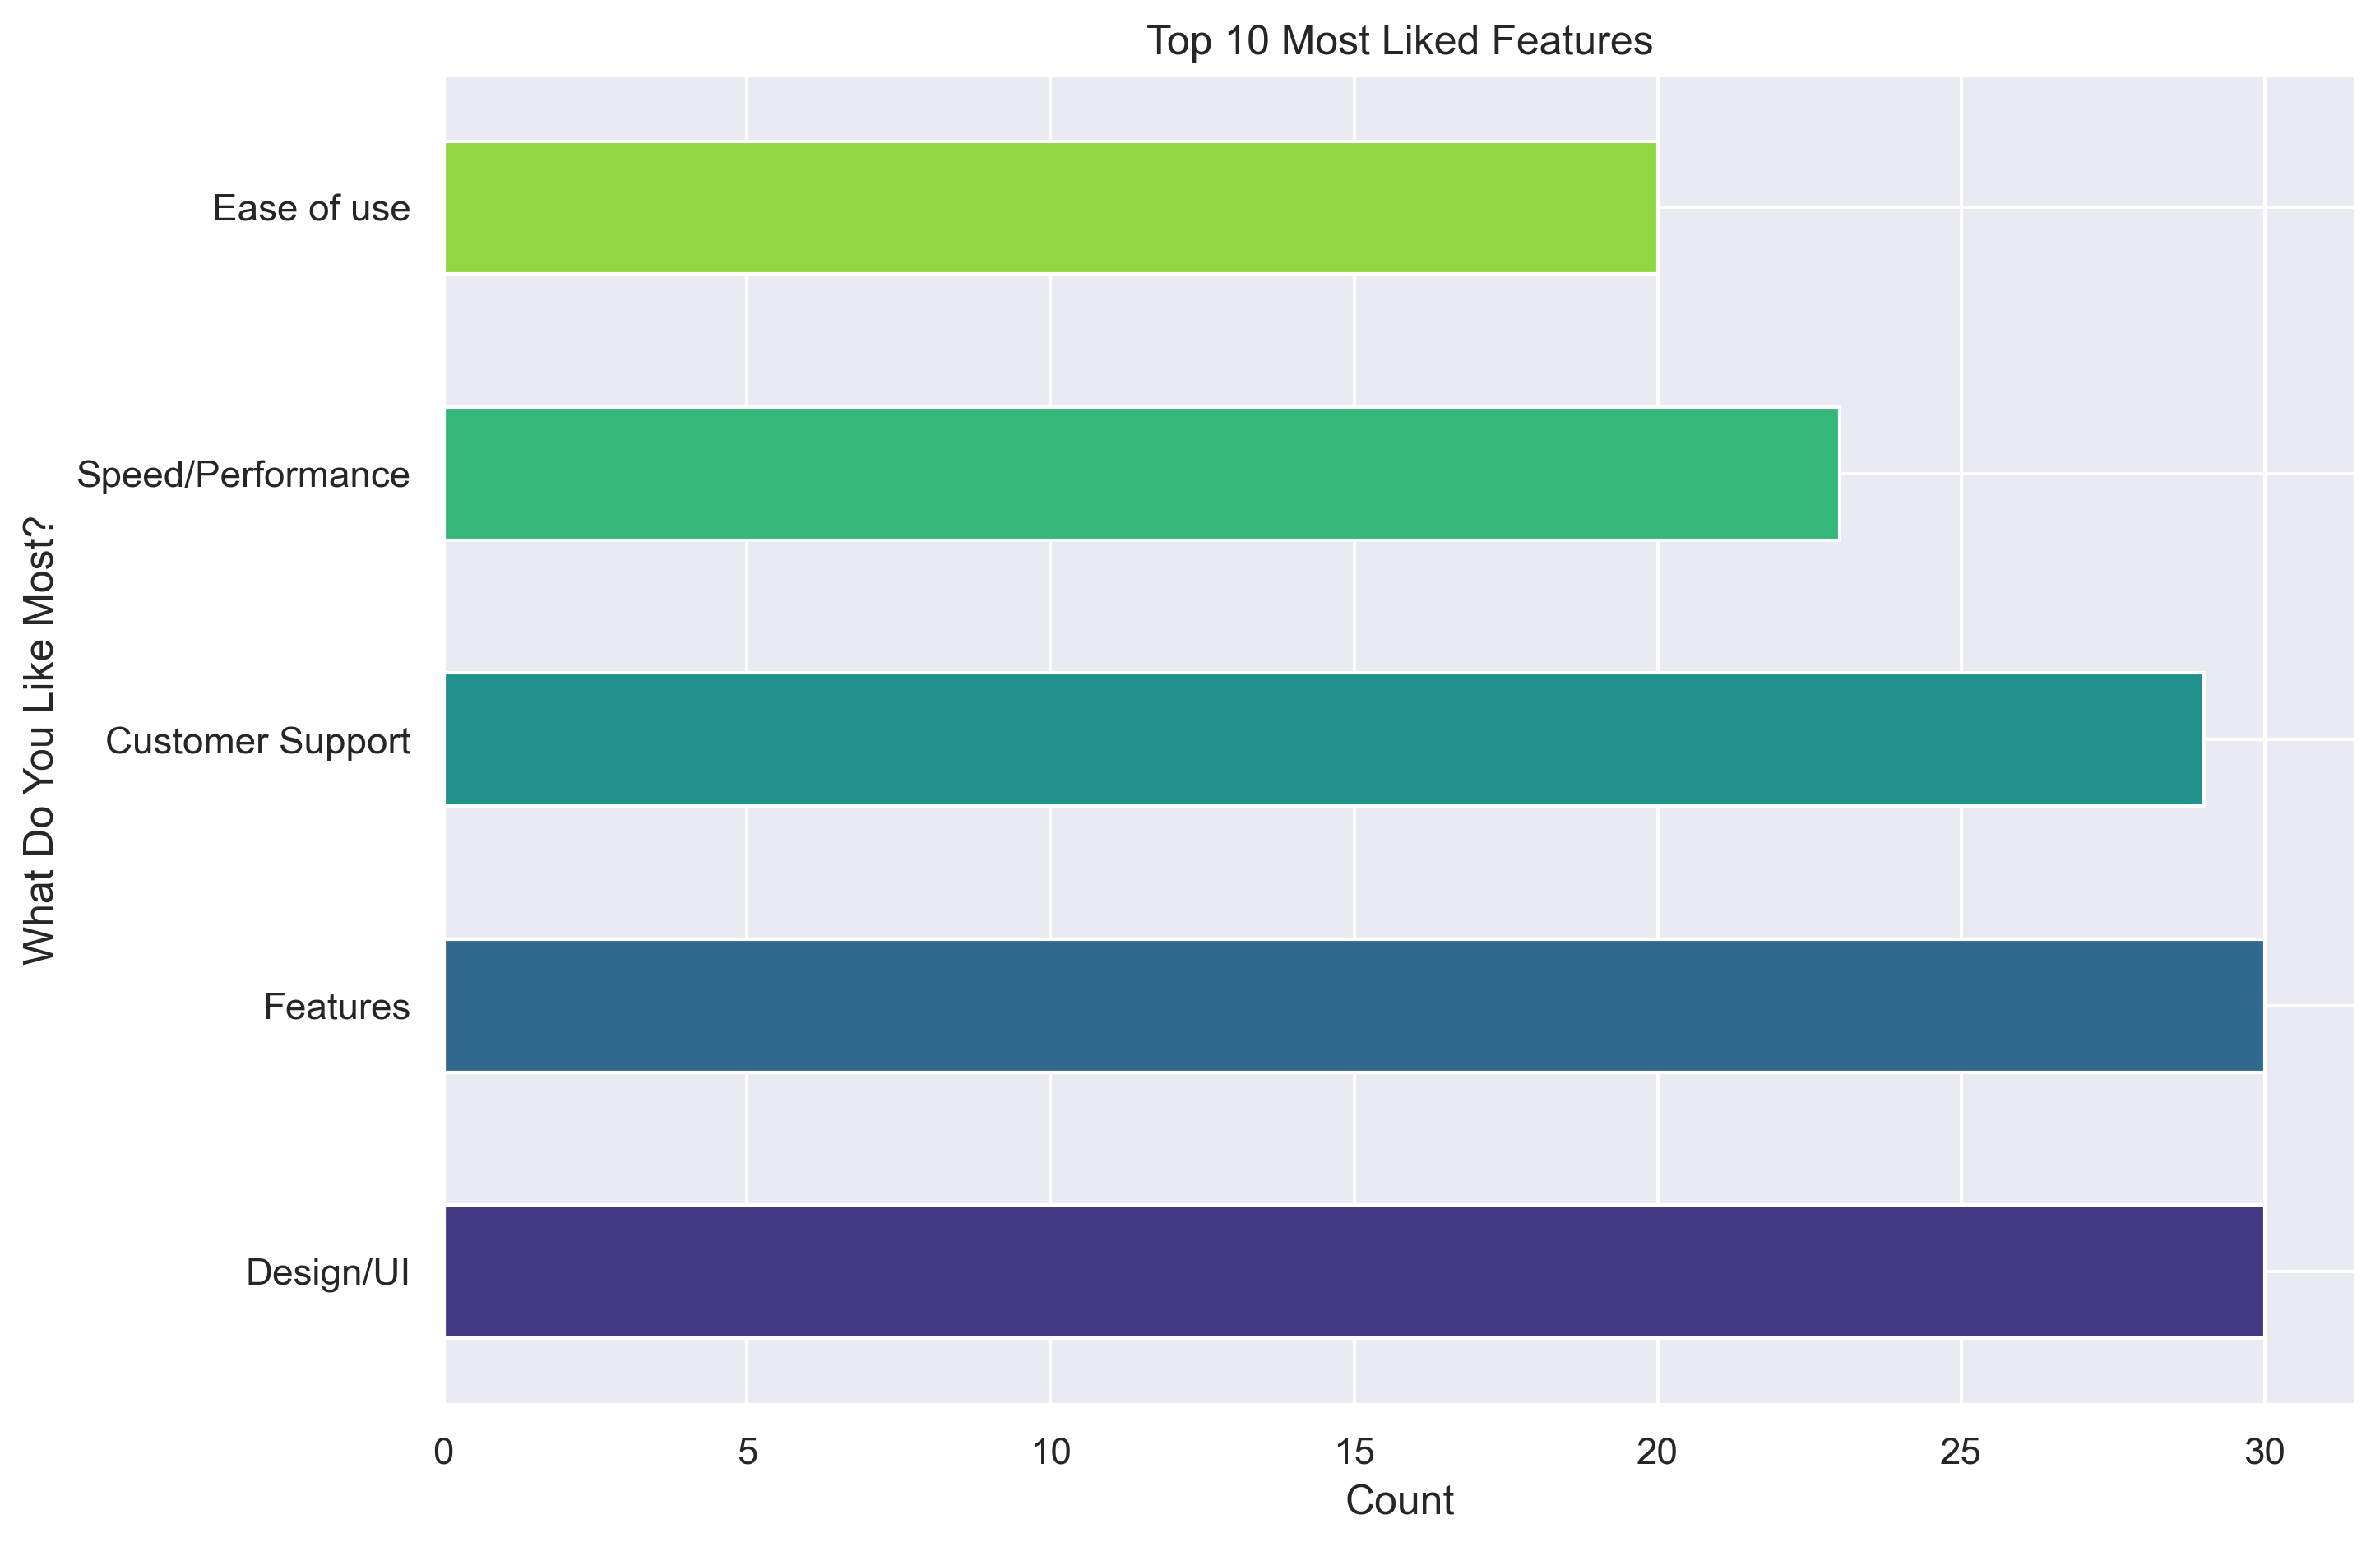 Top 10 Most Liked Features
What Do You Like Most?
Ease of use
Speed/Performance
Customer Support
Features
Design/UI
0 5 10 15 20 25 30
Count